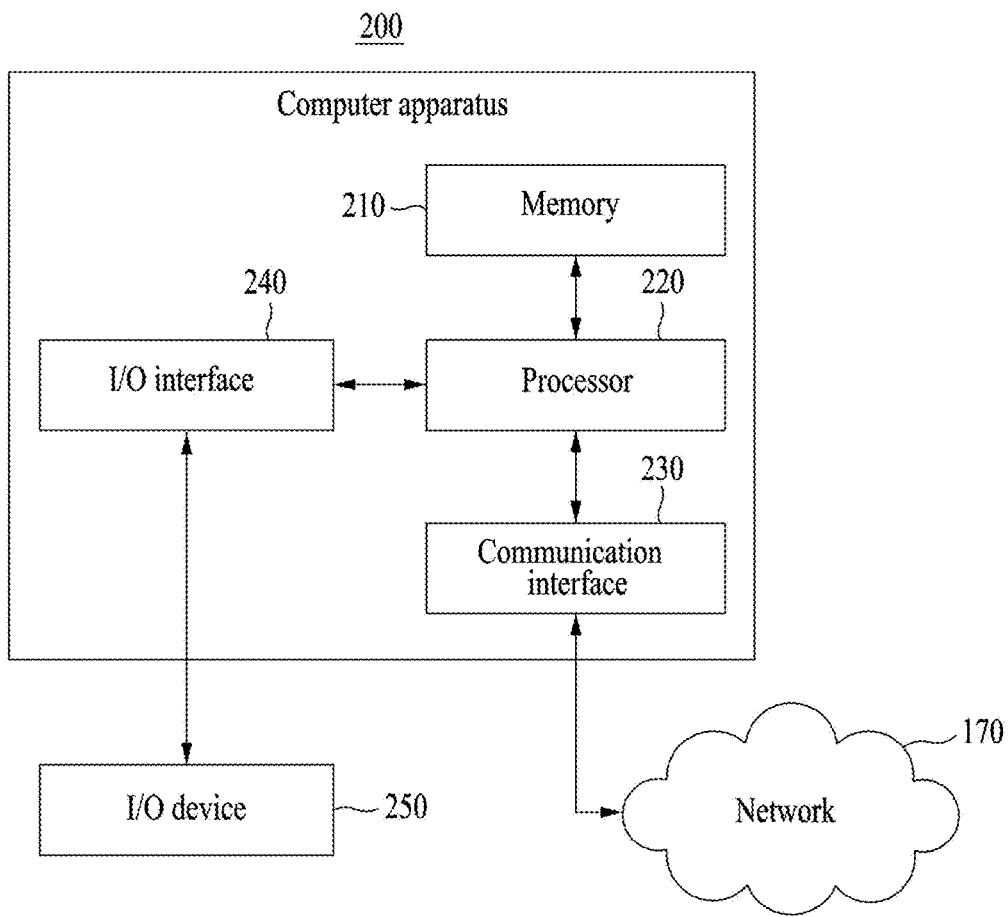 200
Computer apparatus
Memory
210
240
220
I/O interface
Processor
230
Communication
interface
170
I/O device
250
Network